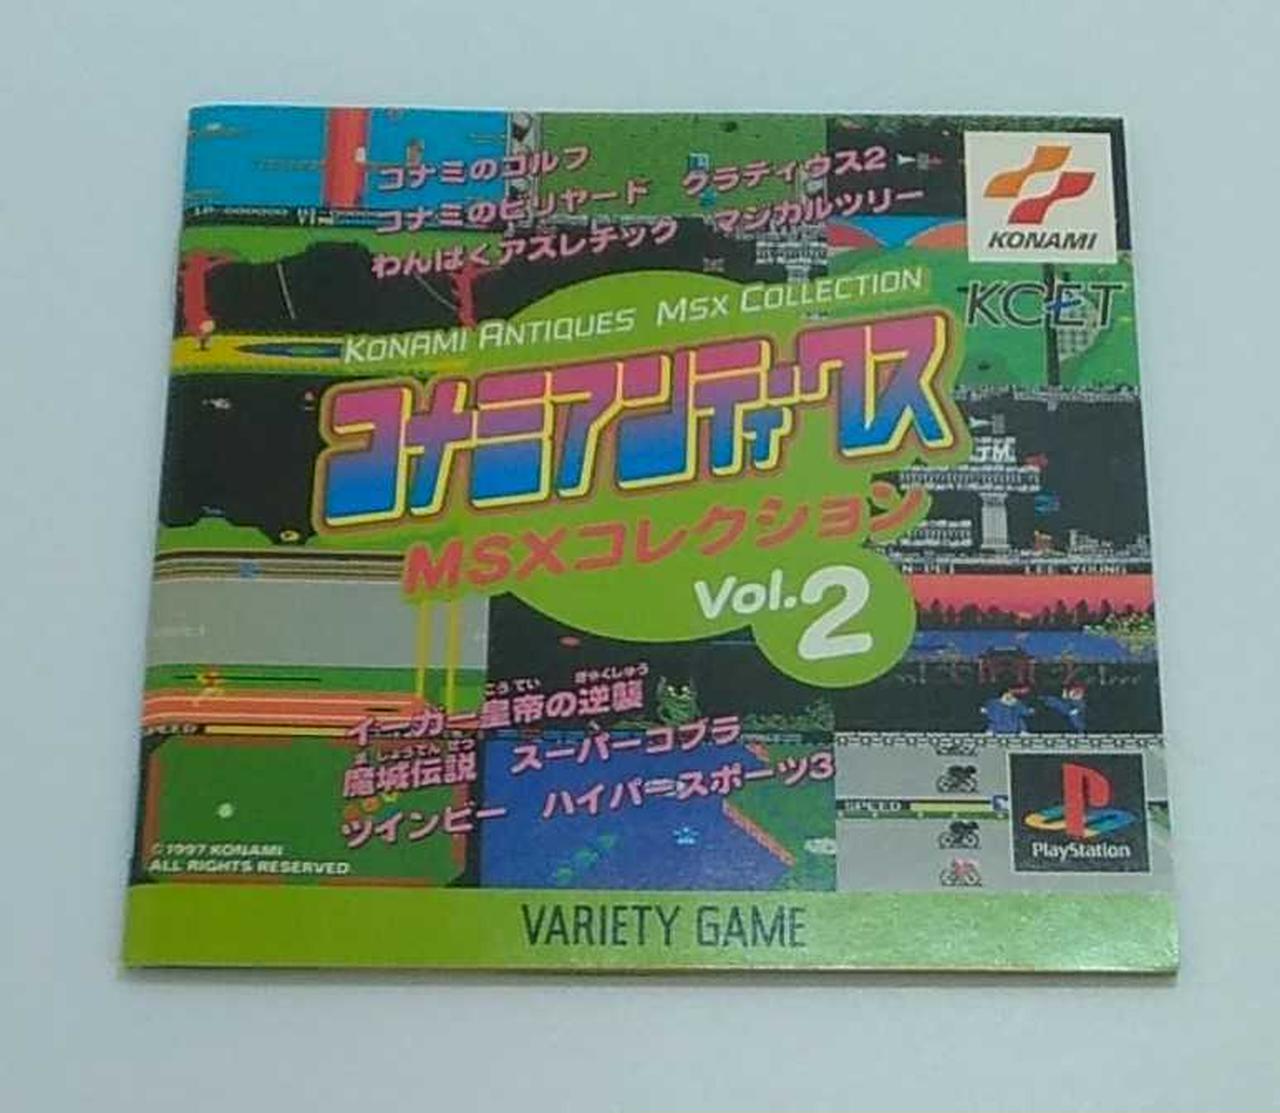 コナミのゴルフ
コナミのビリヤード グラディウス2
わんぱくアスレチック マジカルツリー
KONAMI
KCET
KONAMI ANTIQUES MSX COLLECTION
コナミアンティークス
MSXコレクション
Vol.2
こうてい ぎゃくしゅう
イーガー皇帝の逆襲
ましょうでんせつ
魔城伝説 スーパーコブラ
ツインビー ハイパースポーツ3
SPEED
SPEED
© 1997 KONAMI
ALL RIGHTS RESERVED
PlayStation
VARIETY GAME